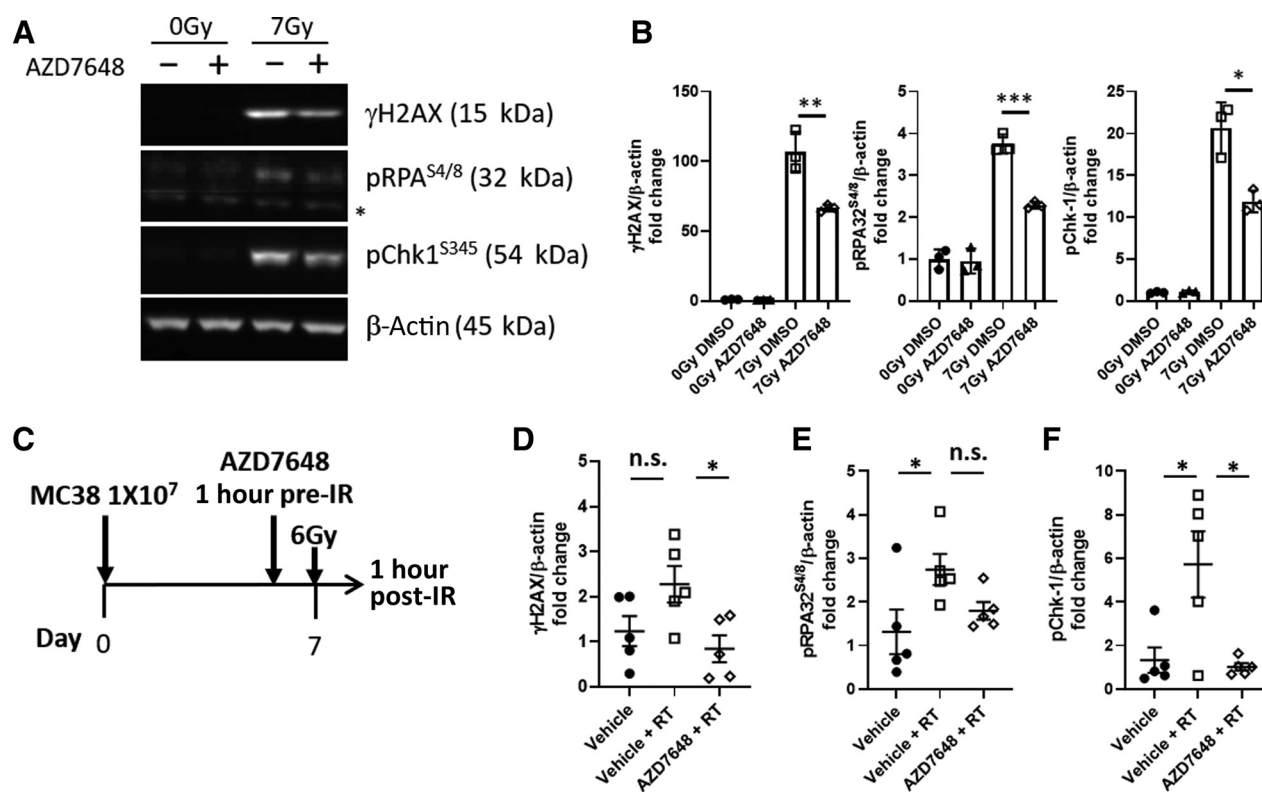 A
0Gy 7Gy
AZD7648 − + − +
γH2AX (15 kDa)
pRPA^S4/8 (32 kDa)
*
pChk1^S345 (54 kDa)
β-Actin (45 kDa)
B
γH2AX/β-actin
fold change
150
100
50
0
**
0Gy DMSO
0Gy AZD7648
7Gy DMSO
7Gy AZD7648
pRPA32^S4/8/β-actin
fold change
5
4
3
2
1
0
***
0Gy DMSO
0Gy AZD7648
7Gy DMSO
7Gy AZD7648
pChk-1/β-actin
fold change
25
20
15
10
5
0
*
0Gy DMSO
0Gy AZD7648
7Gy DMSO
7Gy AZD7648
C
AZD7648
MC38 1X10^7 1 hour pre-IR
6Gy
1 hour
post-IR
Day 0 7
D
γH2AX/β-actin
fold change
5
4
3
2
1
0
n.s. *
Vehicle
Vehicle + RT
AZD7648 + RT
E
pRPA32^S4/8/β-actin
fold change
5
4
3
2
1
0
* n.s.
Vehicle
Vehicle + RT
AZD7648 + RT
F
pChk-1/β-actin
fold change
10
8
6
4
2
0
* *
Vehicle
Vehicle + RT
AZD7648 + RT